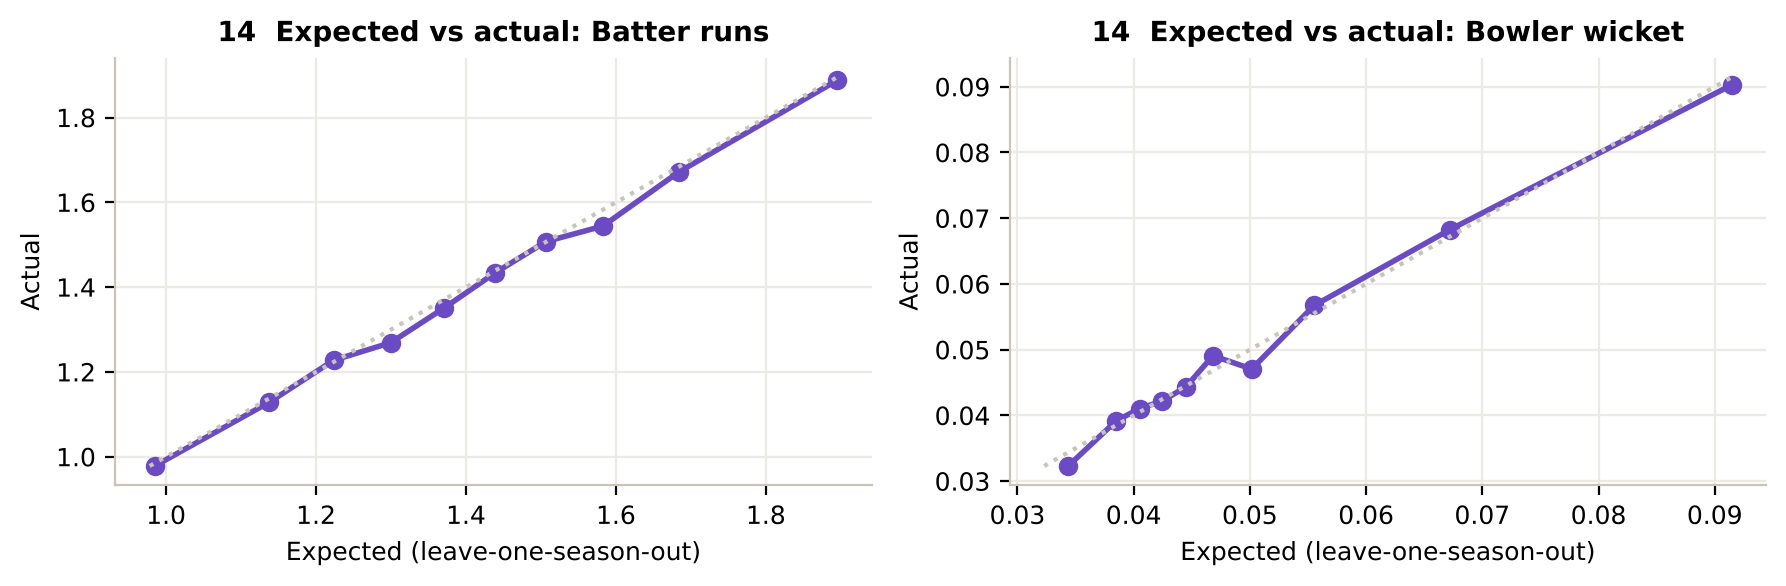 14  Expected vs actual: Batter runs
Actual
1.8
1.6
1.4
1.2
1.0
1.0 1.2 1.4 1.6 1.8
Expected (leave-one-season-out)
14  Expected vs actual: Bowler wicket
Actual
0.09
0.08
0.07
0.06
0.05
0.04
0.03
0.03 0.04 0.05 0.06 0.07 0.08 0.09
Expected (leave-one-season-out)